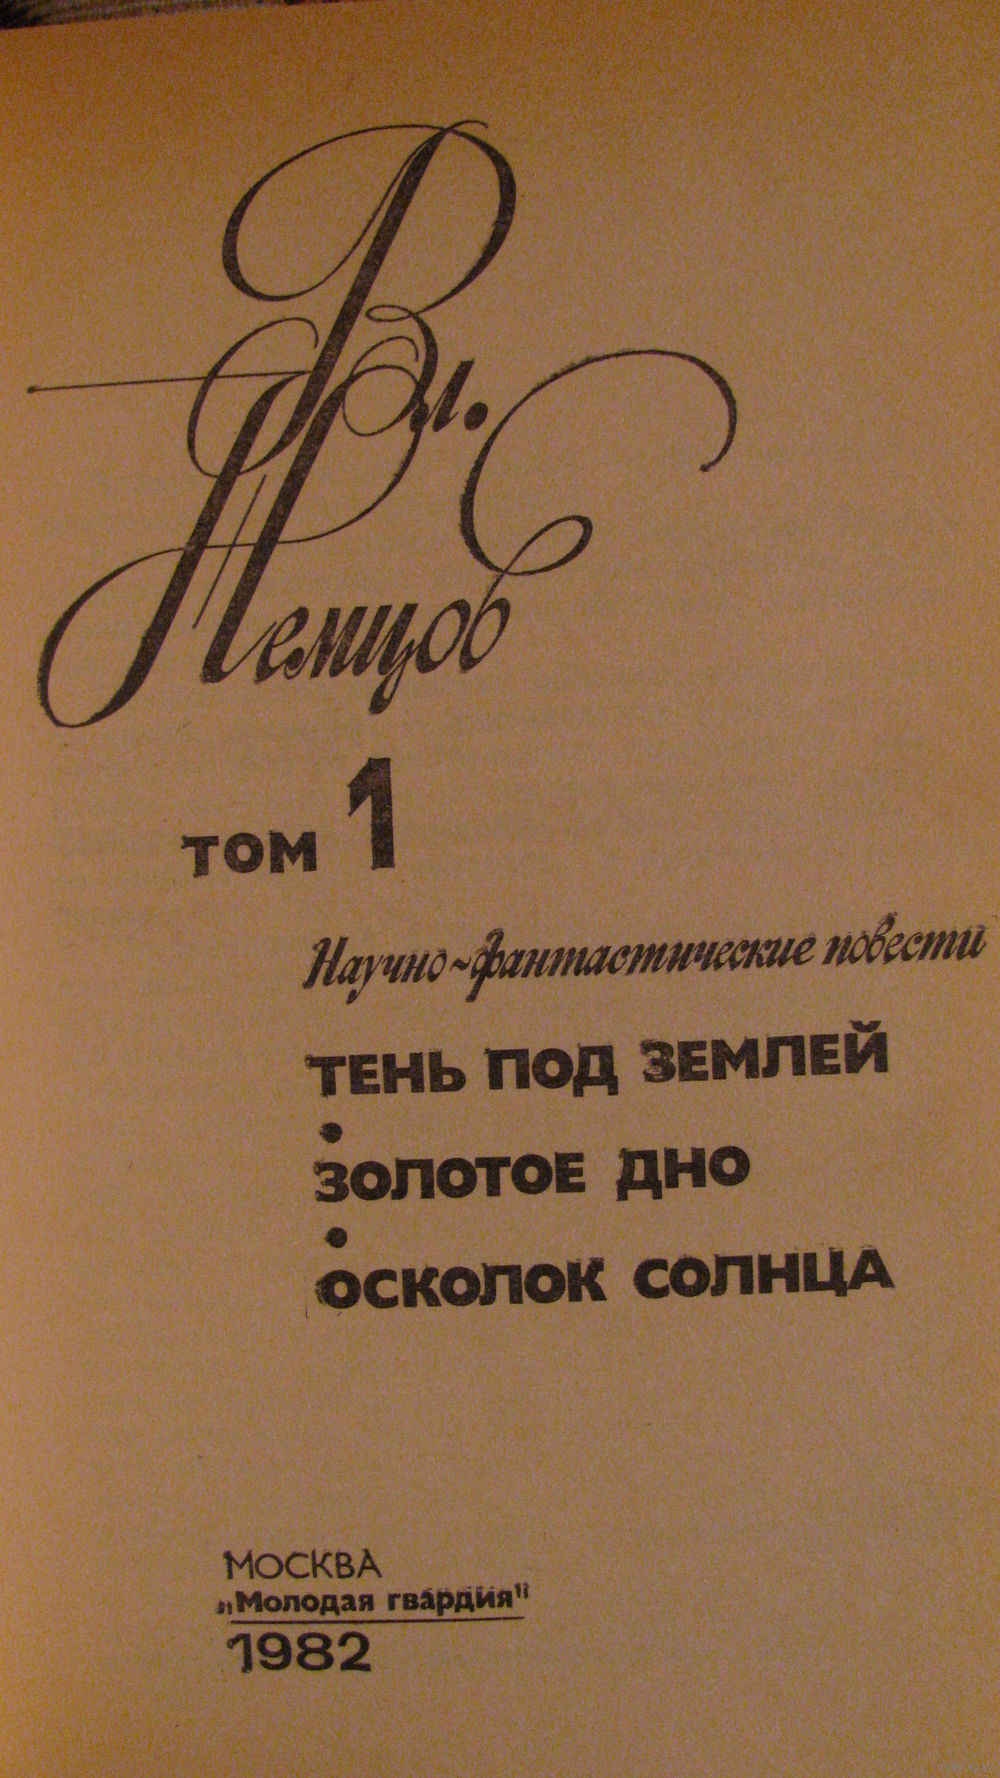 Вл.
Немцов
ТОМ 1
Научно-фантастические повести
ТЕНЬ ПОД ЗЕМЛЕЙ
•
ЗОЛОТОЕ ДНО
•
ОСКОЛОК СОЛНЦА
МОСКВА
„Молодая гвардия"
1982